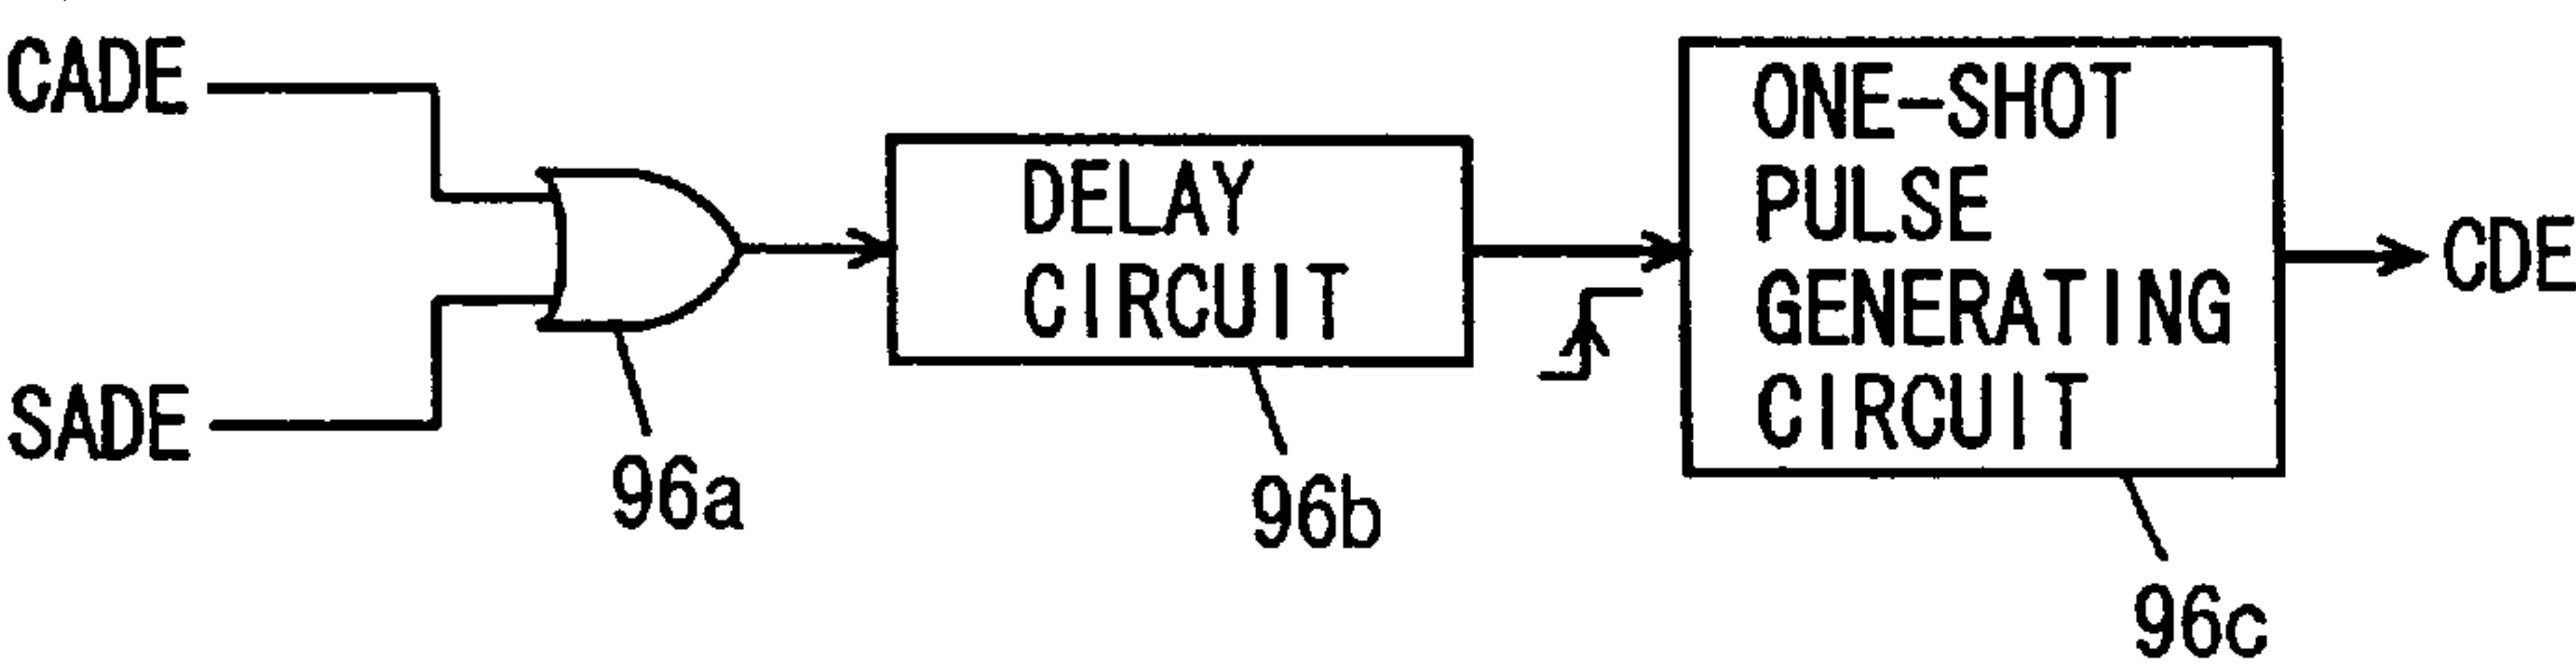 CADE
SADE
96a
DELAY
CIRCUIT
96b
ONE-SHOT
PULSE
GENERATING
CIRCUIT
96c
CDE